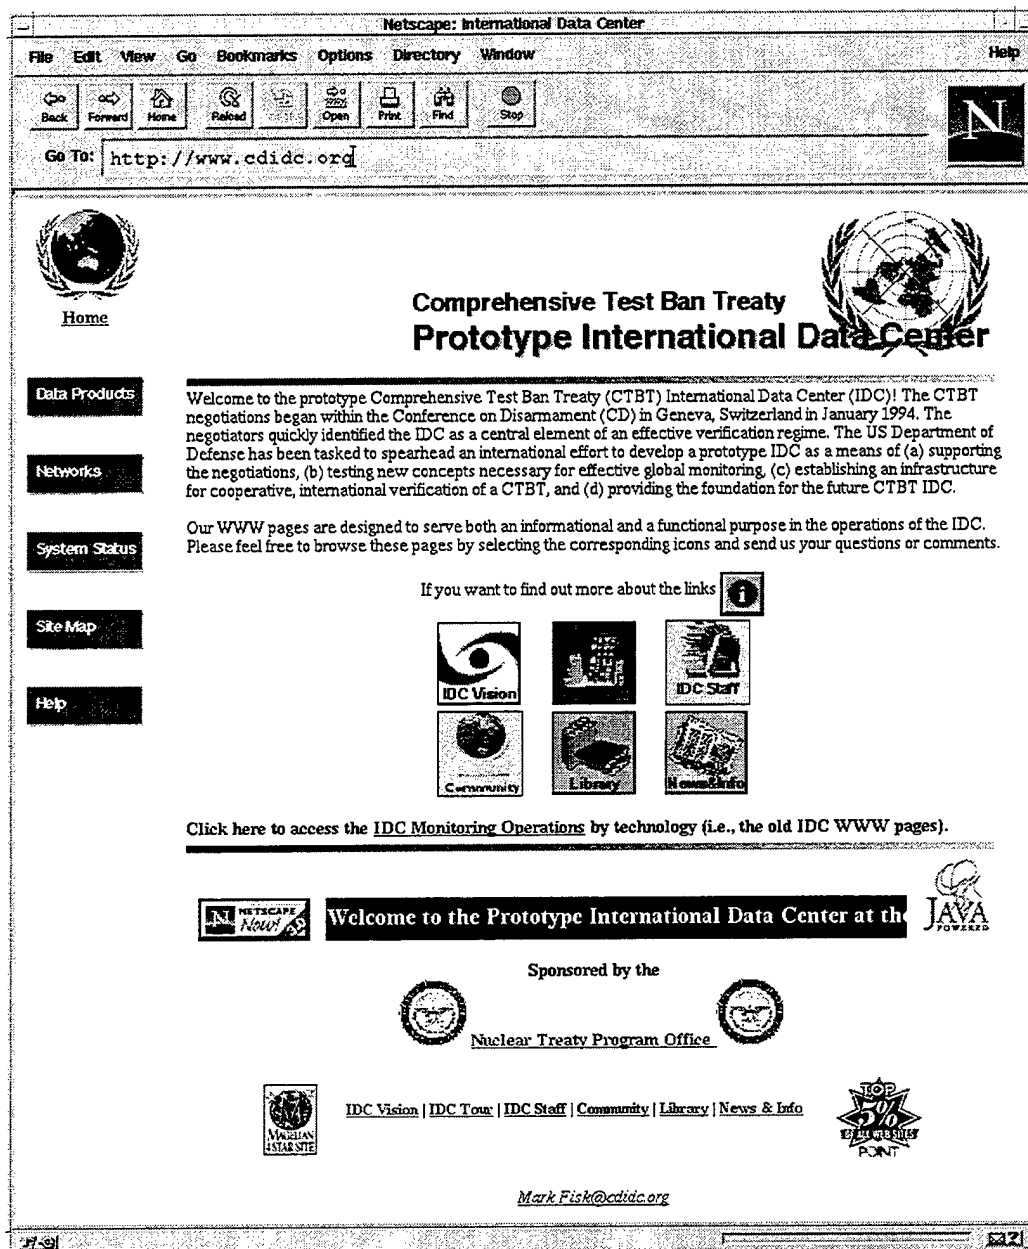 Netscape: International Data Center
File Edit View Go Bookmarks Options Directory Window Help
Back Forward Home Reload Open Print Find Stop
N
Go To: http://www.cdidc.org
Home
Comprehensive Test Ban Treaty
Prototype International Data Center
Data Products
Networks
System Status
Site Map
Help
Welcome to the prototype Comprehensive Test Ban Treaty (CTBT) International Data Center (IDC)! The CTBT
negotiations began within the Conference on Disarmament (CD) in Geneva, Switzerland in January 1994. The
negotiators quickly identified the IDC as a central element of an effective verification regime. The US Department of
Defense has been tasked to spearhead an international effort to develop a prototype IDC as a means of (a) supporting
the negotiations, (b) testing new concepts necessary for effective global monitoring, (c) establishing an infrastructure
for cooperative, international verification of a CTBT, and (d) providing the foundation for the future CTBT IDC.
Our WWW pages are designed to serve both an informational and a functional purpose in the operations of the IDC.
Please feel free to browse these pages by selecting the corresponding icons and send us your questions or comments.
If you want to find out more about the links i
IDC Vision IDC Staff
Community Library News&Info
Click here to access the IDC Monitoring Operations by technology (i.e., the old IDC WWW pages).
N NETSCAPE Now! 3.0
Welcome to the Prototype International Data Center at the
JAVA POWERED
Sponsored by the
Nuclear Treaty Program Office
MAGELLAN
4 STAR SITE
IDC Vision | IDC Tour | IDC Staff | Community | Library | News & Info
TOP
5%
OF ALL WEB SITES
POINT
Mark Fisk@cdidc.org